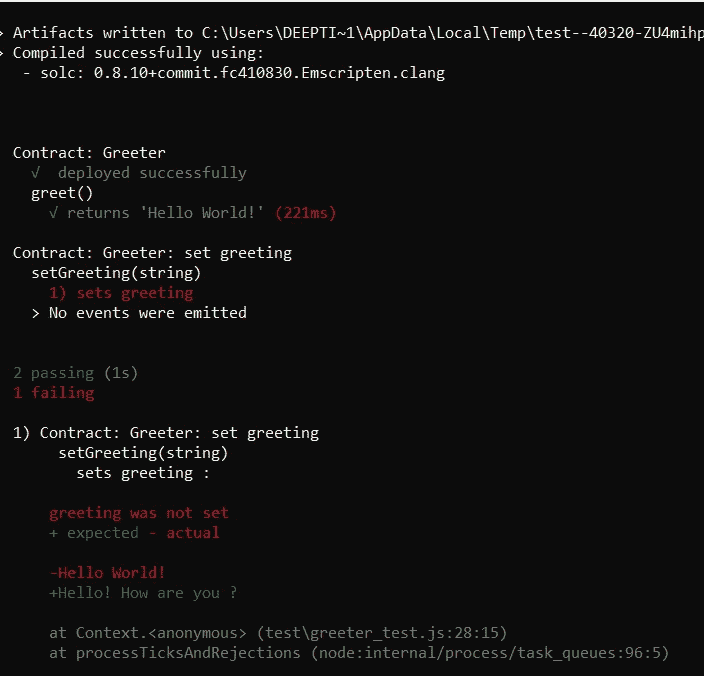 > Artifacts written to C:\Users\DEEPTI~1\AppData\Local\Temp\test--40320-ZU4mihp
> Compiled successfully using:
- solc: 0.8.10+commit.fc410830.Emscripten.clang
Contract: Greeter
√ deployed successfully
greet()
√ returns 'Hello World!' (221ms)
Contract: Greeter: set greeting
setGreeting(string)
1) sets greeting
> No events were emitted
2 passing (1s)
1 failing
1) Contract: Greeter: set greeting
setGreeting(string)
sets greeting :
greeting was not set
+ expected - actual
-Hello World!
+Hello! How are you ?
at Context.<anonymous> (test\greeter_test.js:28:15)
at processTicksAndRejections (node:internal/process/task_queues:96:5)